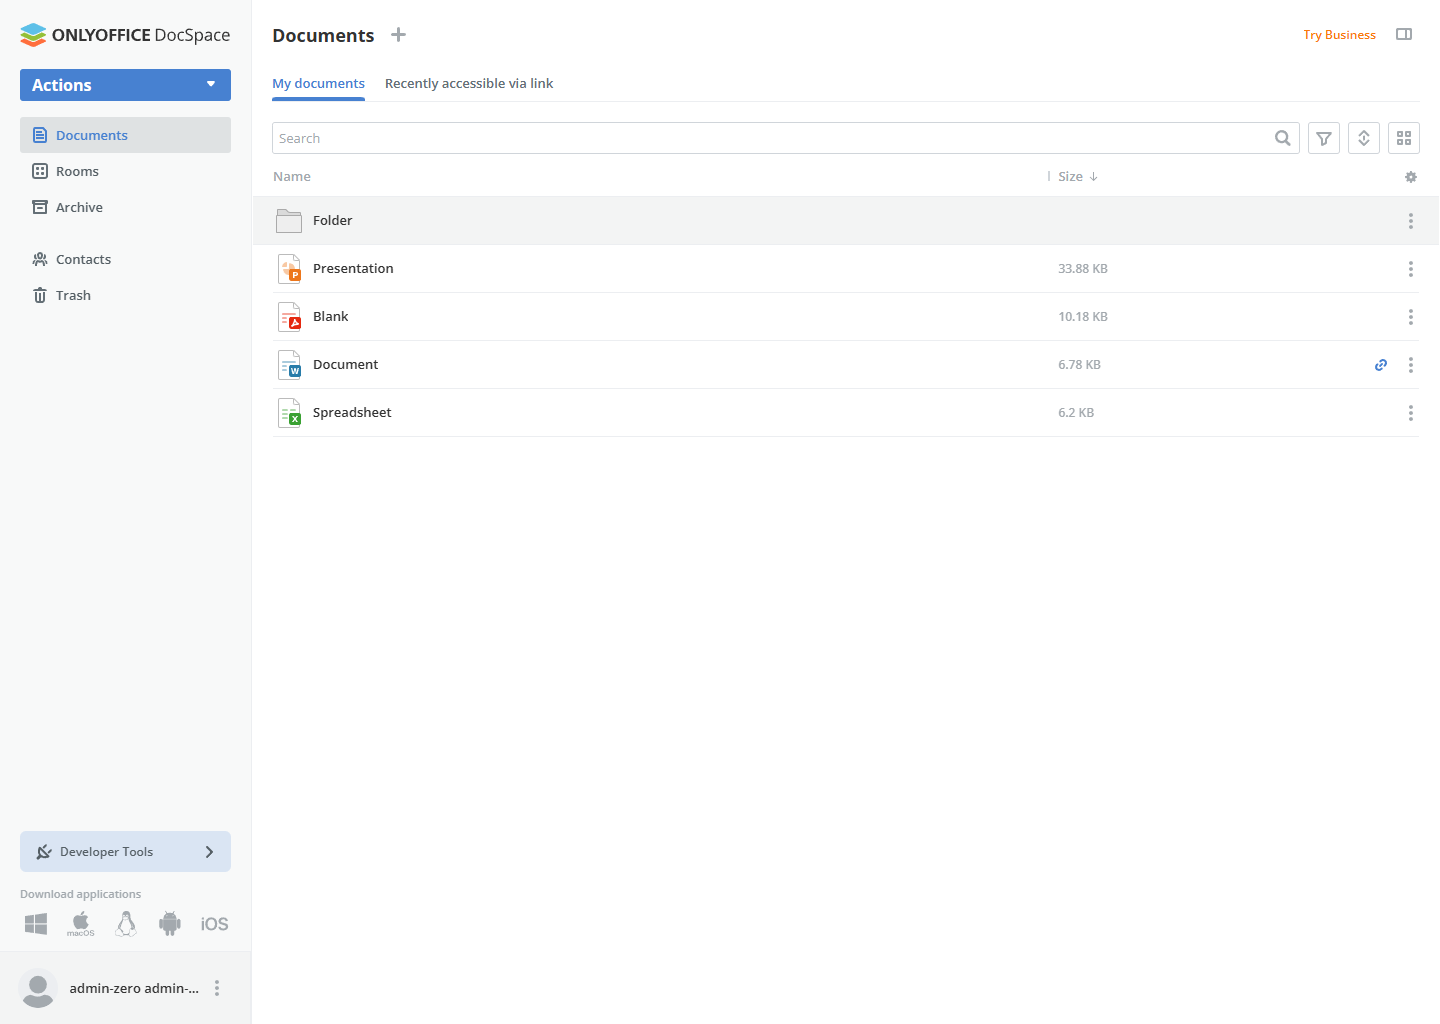 ONLYOFFICE DocSpace
Actions
Documents
Rooms
Archive
Contacts
Trash
Developer Tools
Download applications
macOS
iOS
admin-zero admin-...
Documents
Try Business
My documents
Recently accessible via link
Search
Name
Size
Folder
Presentation
33.88 KB
P
Blank
10.18 KB
Document
6.78 KB
W
Spreadsheet
6.2 KB
X